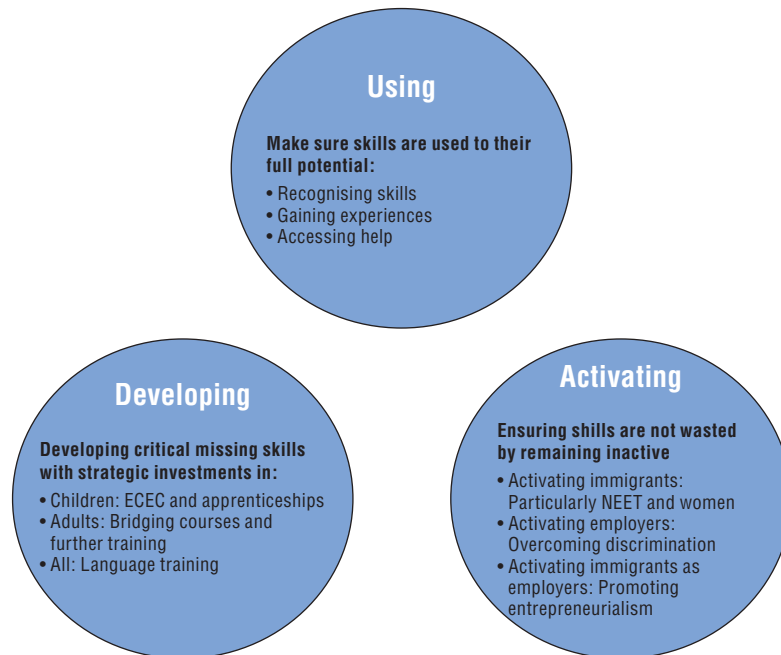 Using
Make sure skills are used to their
full potential:
• Recognising skills
• Gaining experiences
• Accessing help
Developing
Developing critical missing skills
with strategic investments in:
• Children: ECEC and apprenticeships
• Adults: Bridging courses and
further training
• All: Language training
Activating
Ensuring shills are not wasted
by remaining inactive
• Activating immigrants:
Particularly NEET and women
• Activating employers:
Overcoming discrimination
• Activating immigrants as
employers: Promoting
entrepreneurialism